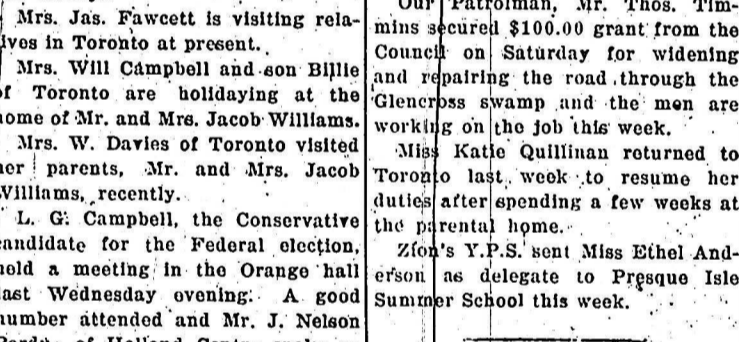 Mrs. Jas. Fawcett is visiting rela-
ives in Toronto at present.
Mrs. Will Campbell and son Billie
of Toronto are holidaying at the
ome of Mr. and Mrs. Jacob Williams.
Mrs. W. Davies of Toronto visited
her parents, Mr. and Mrs. Jacob
Williams, recently.
L. G. Campbell, the Conservative
candidate for the Federal election,
held a meeting in the Orange hall
last Wednesday evening. A good
number attended and Mr. J. Nelson
of Holland
Our Patrolman, Mr. Thos. Tim-
mins secured $100.00 grant from the
Council on Saturday for widening
and repairing the road through the
Glencross swamp and the men are
working on the job this week.
Miss Katie Quillinan returned to
Toronto last week to resume her
duties after spending a few weeks at
the parental home.
Zion's Y.P.S. sent Miss Ethel And-
erson as delegate to Presque Isle
Summer School this week.